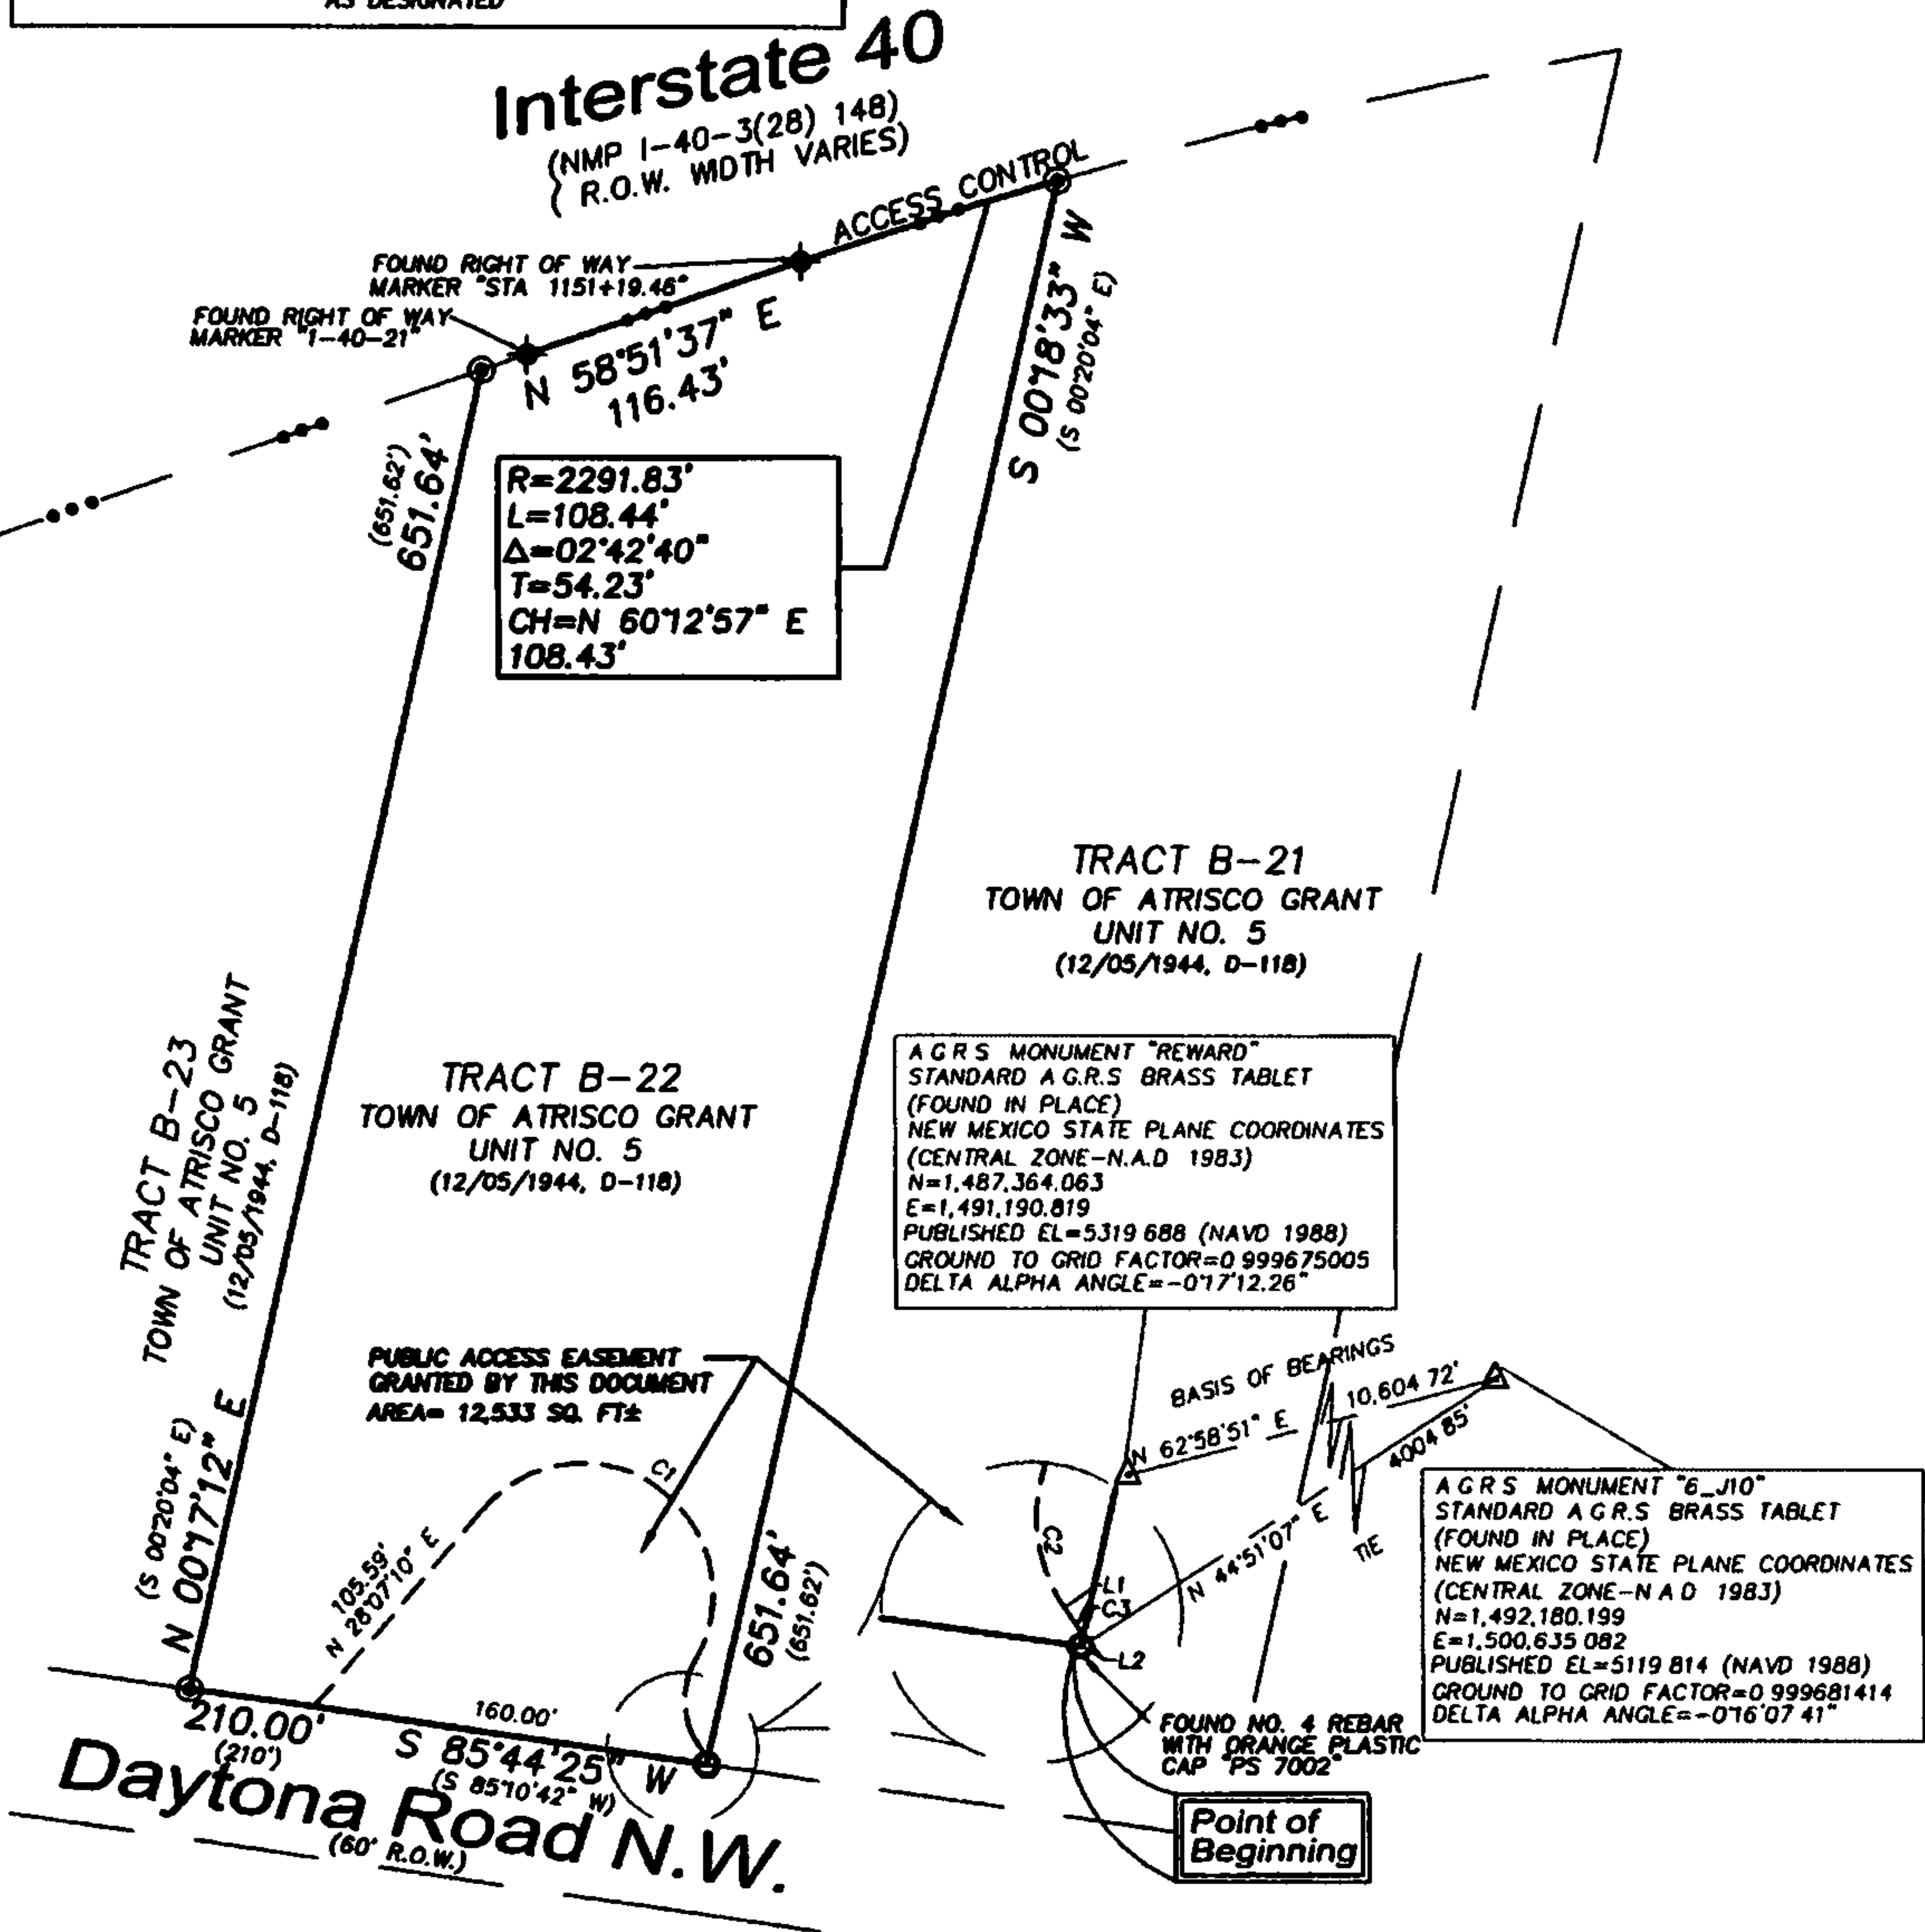 AS DESIGNATED
Interstate 40
(NMP I-40-3(28) 148)
R.O.W. WIDTH VARIES)
ACCESS CONTROL
FOUND RIGHT OF WAY
MARKER "STA 1151+19.46"
FOUND RIGHT OF WAY
MARKER "I-40-21"
N 58°51'37" E
116.43'
S 00°18'33" W
(S 00°20'04" E)
(651.62')
651.64'
R=2291.83'
L=108.44'
Δ=02°42'40"
T=54.23'
CH=N 60°12'57" E
108.43'
TRACT B-21
TOWN OF ATRISCO GRANT
UNIT NO. 5
(12/05/1944, D-118)
TRACT B-23
TOWN OF ATRISCO GRANT
UNIT NO. 5
(12/05/1944, D-118)
TRACT B-22
TOWN OF ATRISCO GRANT
UNIT NO. 5
(12/05/1944, D-118)
A G R S MONUMENT "REWARD"
STANDARD A G.R.S BRASS TABLET
(FOUND IN PLACE)
NEW MEXICO STATE PLANE COORDINATES
(CENTRAL ZONE-N.A.D 1983)
N=1,487,364.063
E=1,491,190.819
PUBLISHED EL=5319 688 (NAVD 1988)
GROUND TO GRID FACTOR=0 999675005
DELTA ALPHA ANGLE=-0°17'12.26"
PUBLIC ACCESS EASEMENT
GRANTED BY THIS DOCUMENT
AREA= 12,533 SQ. FT±
BASIS OF BEARINGS
N 62°58'51" E
10,604 72'
4004 85'
N 44°51'07" E
TIE
A G R S MONUMENT "6_J10"
STANDARD A G R.S BRASS TABLET
(FOUND IN PLACE)
NEW MEXICO STATE PLANE COORDINATES
(CENTRAL ZONE-N A D 1983)
N=1,492,180.199
E=1,500,635 082
PUBLISHED EL=5119 814 (NAVD 1988)
GROUND TO GRID FACTOR=0 999681414
DELTA ALPHA ANGLE=-0°16'07 41"
(S 00°20'04" E)
N 00°17'12" E
105.59'
N 28°07'10" E
C1
C2
L1
C3
L2
651.64'
(651.62')
FOUND NO. 4 REBAR
WITH ORANGE PLASTIC
CAP "PS 7002"
160.00'
210.00'
(210')
S 85°44'25" W
(S 85°10'42" W)
Daytona Road N.W.
(60' R.O.W.)
Point of
Beginning